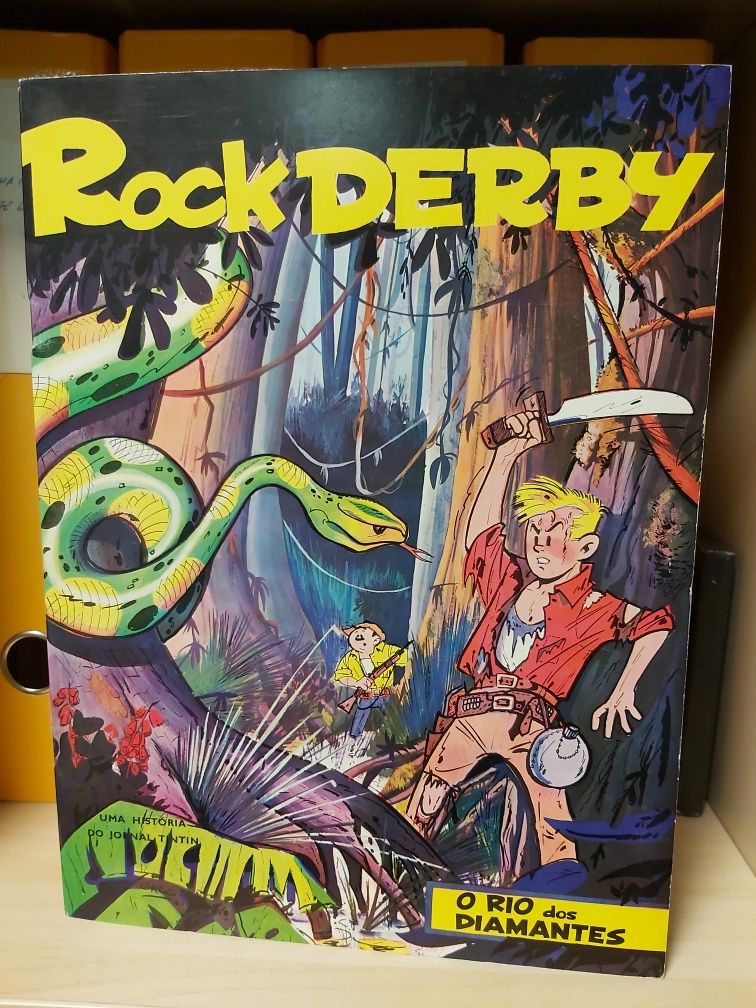 Rock DERBY
UMA HISTÓRIA
DO JORNAL TINTIN
O RIO dos
DIAMANTES